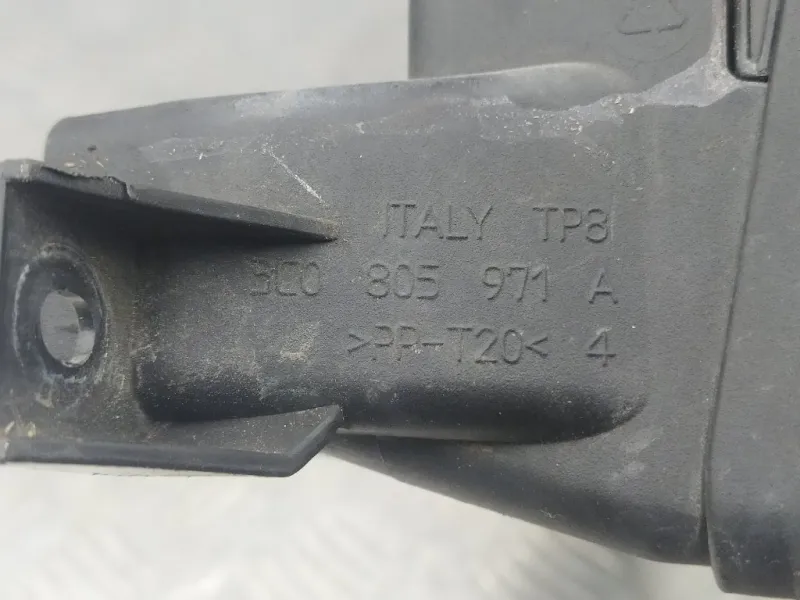 ITALY TP8
3C0 805 971 A
>PP-T20< 4